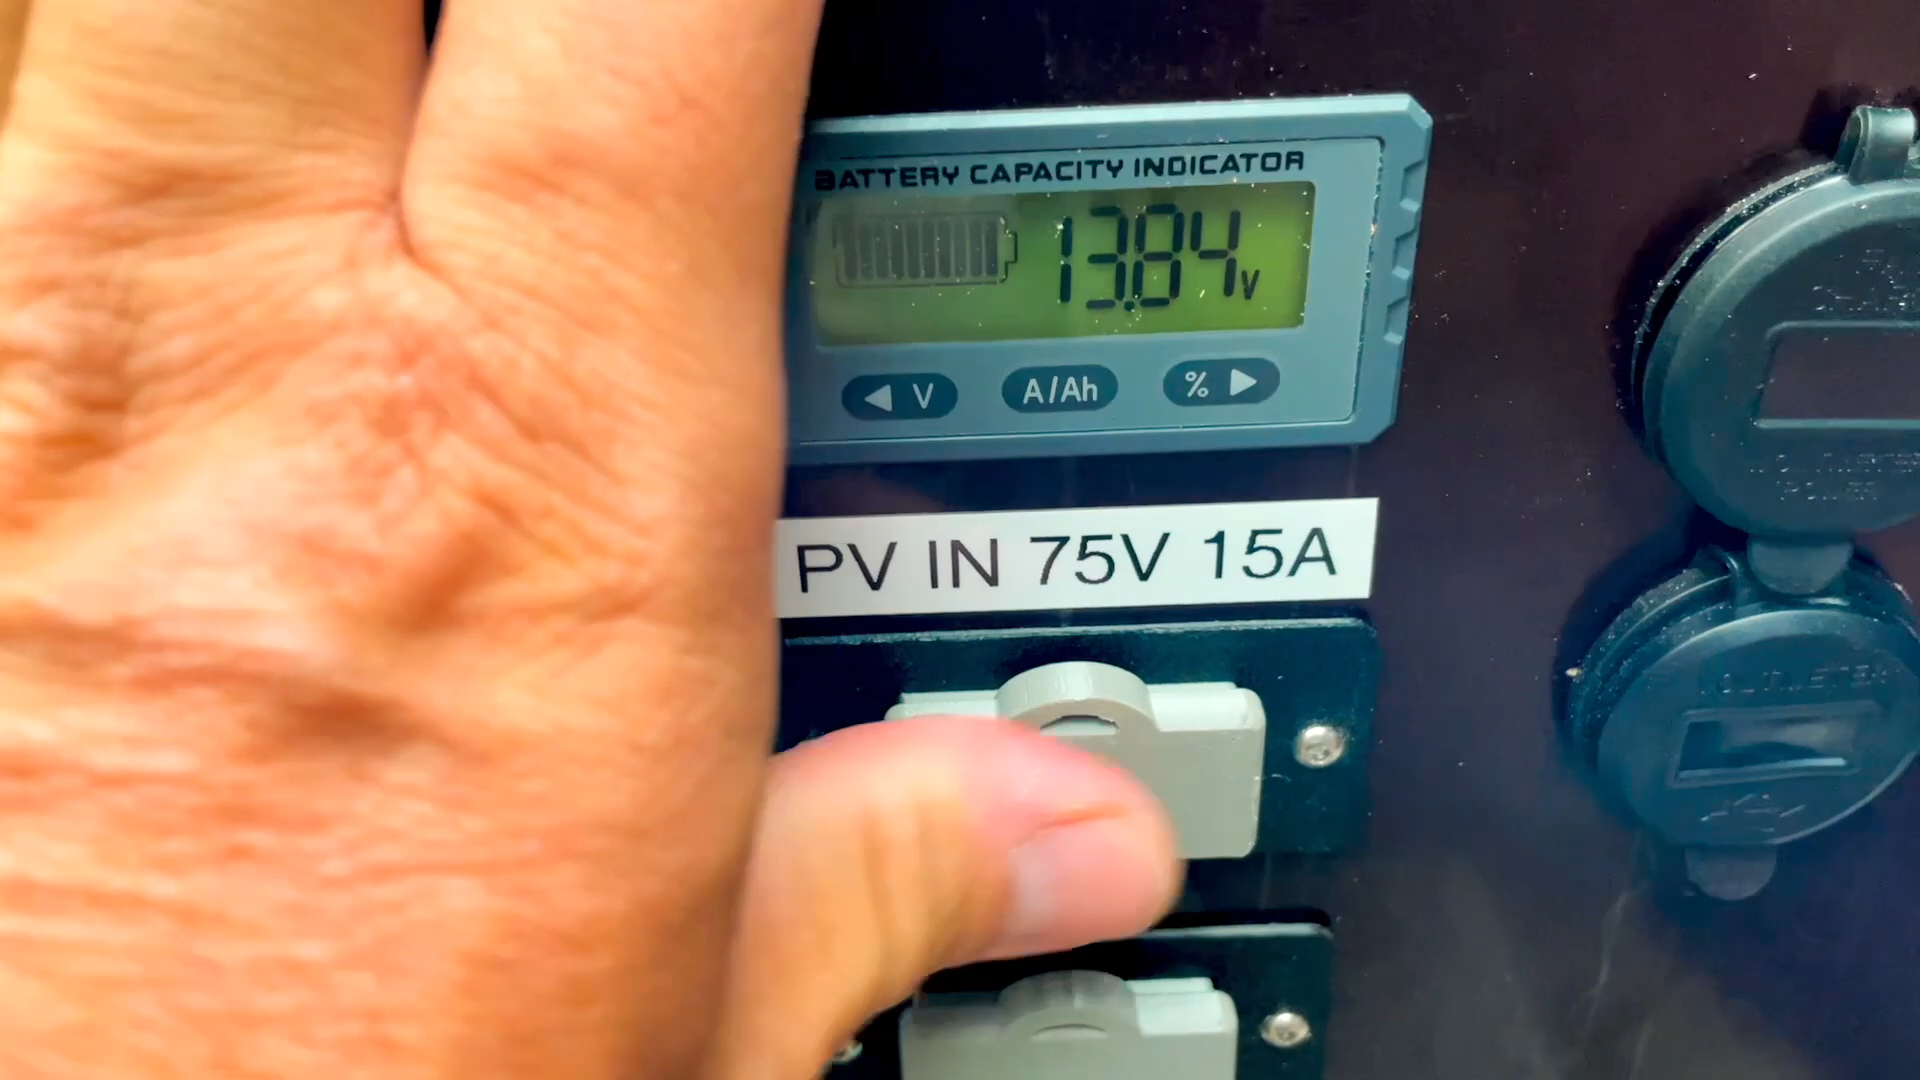 BATTERY CAPACITY INDICATOR
13.84V
◀ V
A/Ah
% ▶
PV IN 75V 15A